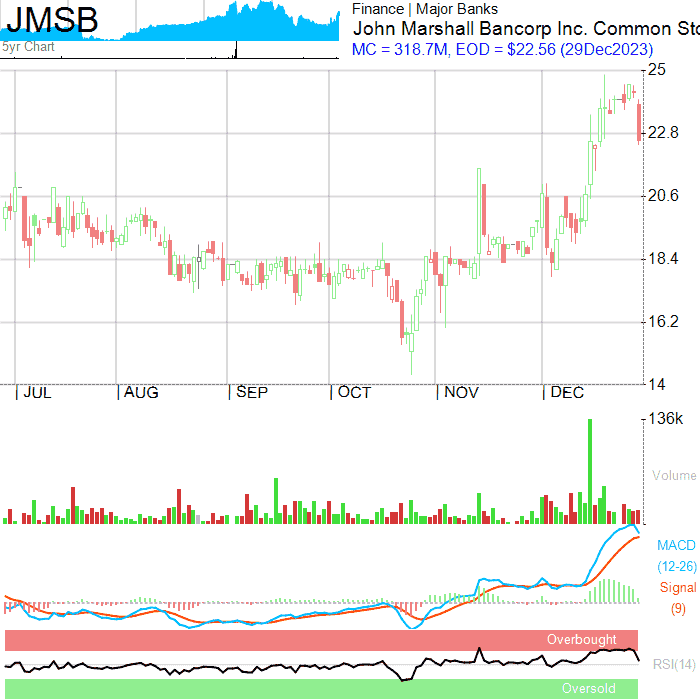 JMSB
5yr Chart
Finance | Major Banks
John Marshall Bancorp Inc. Common Sto
MC = 318.7M, EOD = $22.56 (29Dec2023)
25
22.8
20.6
18.4
16.2
14
JUL AUG SEP OCT NOV DEC
136k
Volume
MACD
(12-26)
Signal
(9)
Overbought
RSI(14)
Oversold